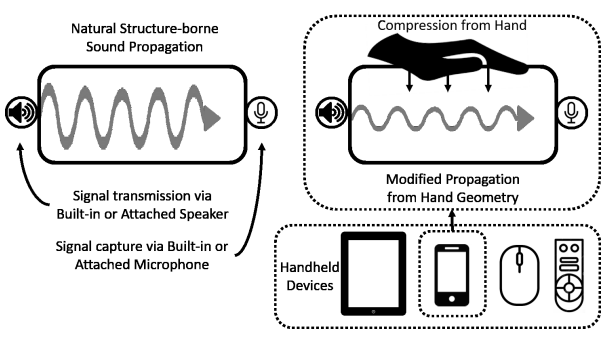 Natural Structure-borne
Sound Propagation
Signal transmission via
Built-in or Attached Speaker
Signal capture via Built-in or
Attached Microphone
Compression from Hand
Modified Propagation
from Hand Geometry
Handheld
Devices